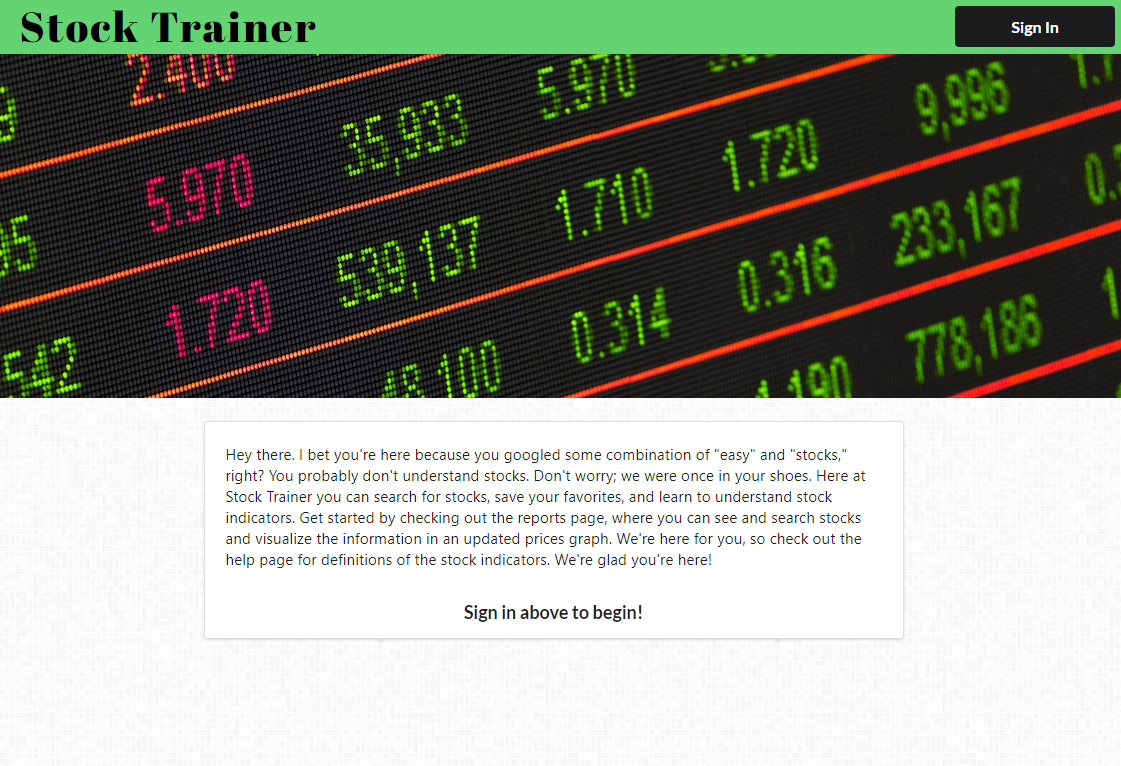 Stock Trainer
Sign In
2.400
5.970
35,933
5.970
9,996
5.970
1.710
1.720
539,137
233,167
1.720
0.314
0.316
778,186
542
Hey there. I bet you're here because you googled some combination of "easy" and "stocks,"
right? You probably don't understand stocks. Don't worry; we were once in your shoes. Here at
Stock Trainer you can search for stocks, save your favorites, and learn to understand stock
indicators. Get started by checking out the reports page, where you can see and search stocks
and visualize the information in an updated prices graph. We're here for you, so check out the
help page for definitions of the stock indicators. We're glad you're here!
Sign in above to begin!